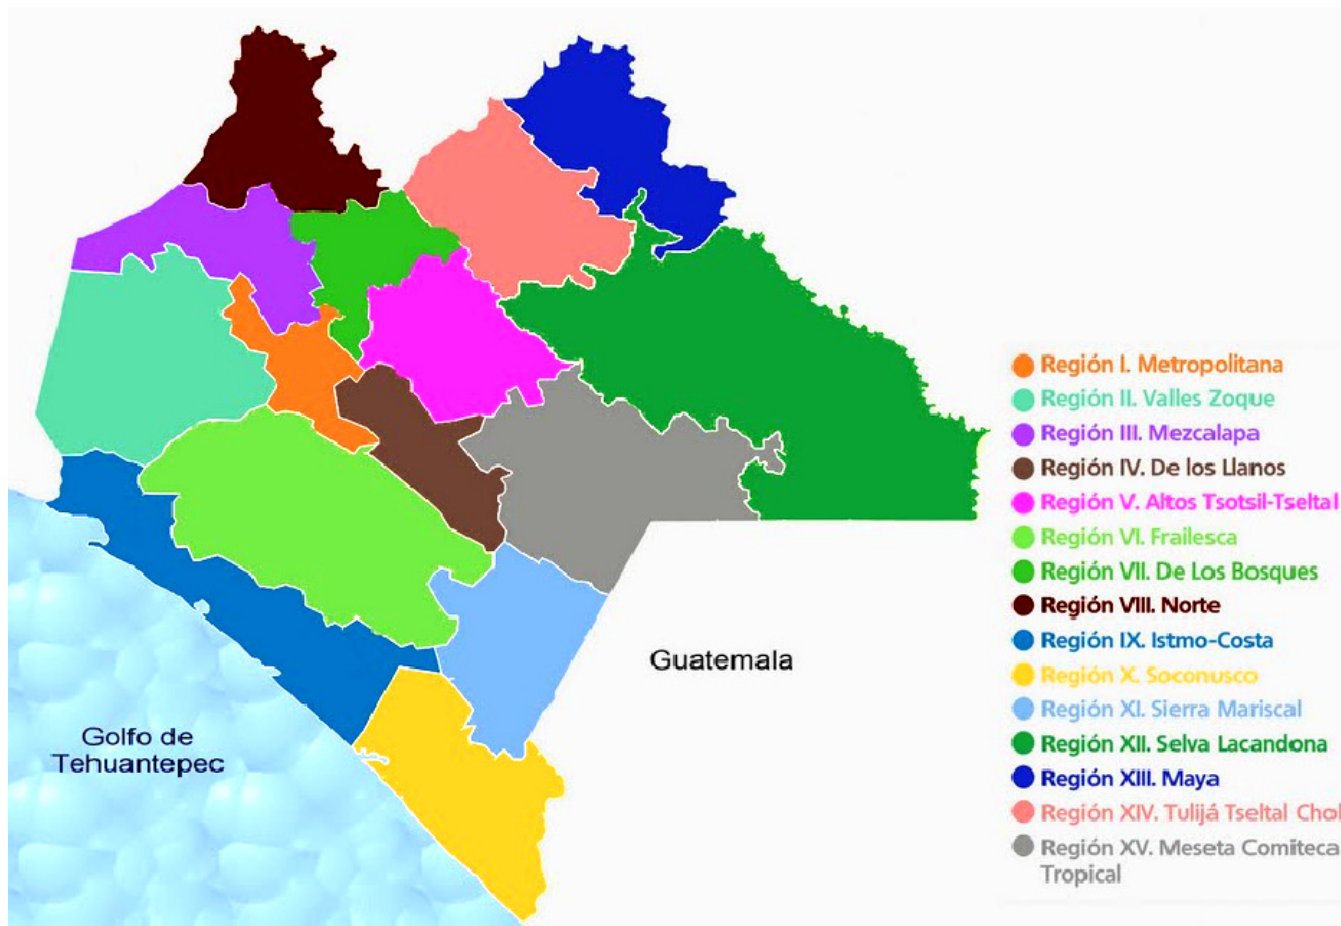 Región I. Metropolitana
Región II. Valles Zoque
Región III. Mezcalapa
Región IV. De los Llanos
Región V. Altos Tsotsil-Tseltal
Región VI. Frailesca
Región VII. De Los Bosques
Región VIII. Norte
Región IX. Istmo-Costa
Región X. Soconusco
Región XI. Sierra Mariscal
Región XII. Selva Lacandona
Región XIII. Maya
Región XIV. Tulijá Tseltal Chol
Región XV. Meseta Comiteca
Tropical
Guatemala
Golfo de
Tehuantepec